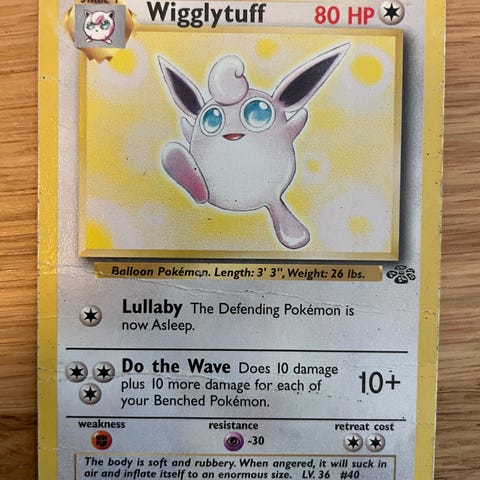 Wigglytuff 80 HP
Balloon Pokémon. Length: 3' 3", Weight: 26 lbs.
Lullaby The Defending Pokémon is
now Asleep.
Do the Wave Does 10 damage
plus 10 more damage for each of
your Benched Pokémon.
10+
weakness resistance retreat cost
-30
The body is soft and rubbery. When angered, it will suck in
air and inflate itself to an enormous size. LV. 36 #40